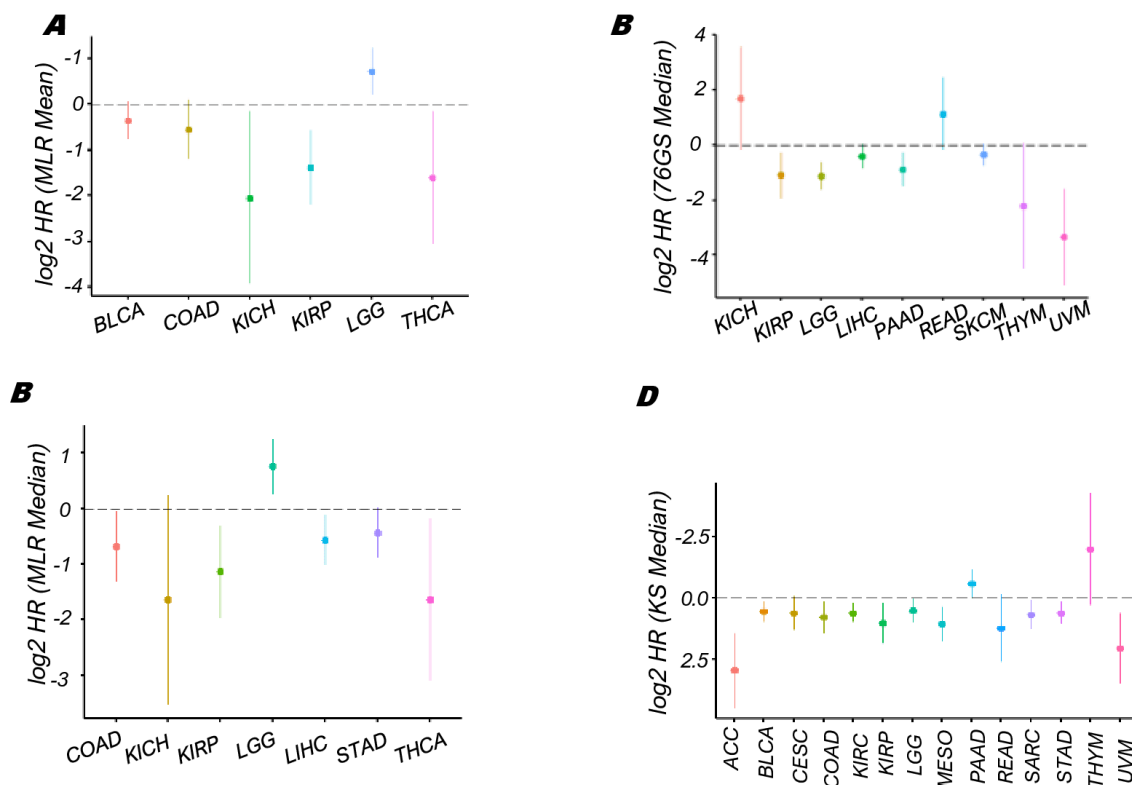 A
log2 HR (MLR Mean)
-1
0
-1
-2
-3
-4
BLCA
COAD
KICH
KIRP
LGG
THCA
B
log2 HR (76GS Median)
4
2
0
-2
-4
KICH
KIRP
LGG
LIHC
PAAD
READ
SKCM
THYM
UVM
B
log2 HR (MLR Median)
1
0
-1
-2
-3
COAD
KICH
KIRP
LGG
LIHC
STAD
THCA
D
log2 HR (KS Median)
-2.5
0.0
2.5
ACC
BLCA
CESC
COAD
KIRC
KIRP
LGG
MESO
PAAD
READ
SARC
STAD
THYM
UVM